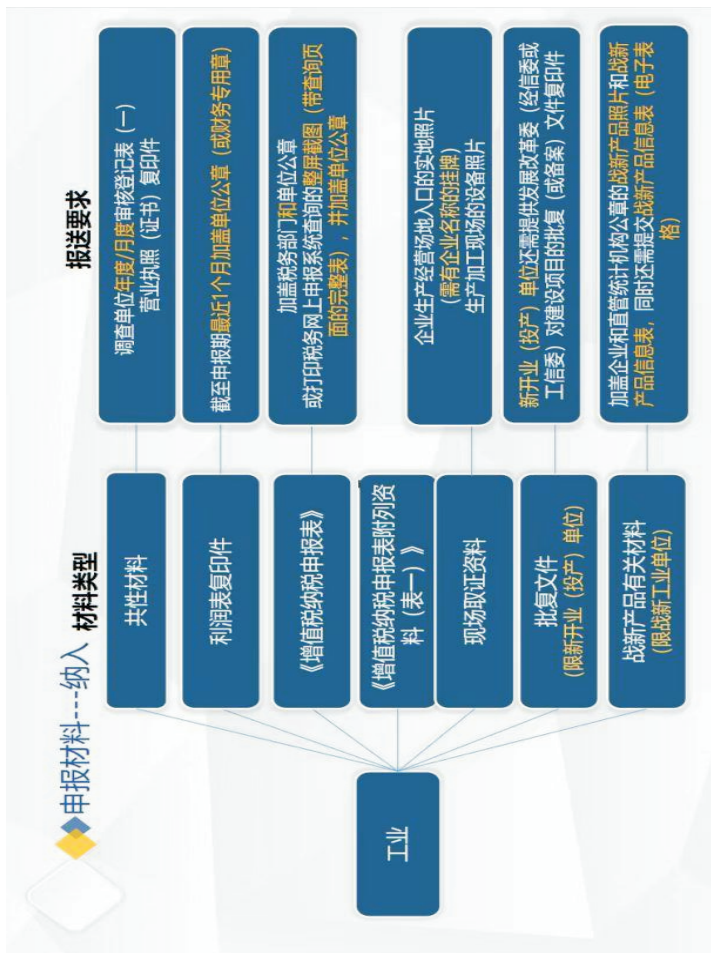 申报材料---纳入
材料类型
报送要求
工业
共性材料
调查单位年度/月度审核登记表（一）
营业执照（证书）复印件
利润表复印件
截至申报期最近1个月加盖单位公章（或财务专用章）
《增值税纳税申报表》
加盖税务部门和单位公章
或打印税务网上申报系统查询的整屏截图（带查询页
面的完整表），并加盖单位公章
《增值税纳税申报表附列资
料（表一）》
现场取证资料
企业生产经营场地入口的实地照片
（需有企业名称的挂牌）
生产加工现场的设备照片
批复文件
（限新开业（投产）单位）
新开业（投产）单位还需提供发展改革委（经信委或
工信委）对建设项目的批复（或备案）文件复印件
战新产品有关材料
（限战新工业单位）
加盖企业和直管统计机构公章的战新产品照片和战新
产品信息表，同时还需提交战新产品信息表（电子表
格）